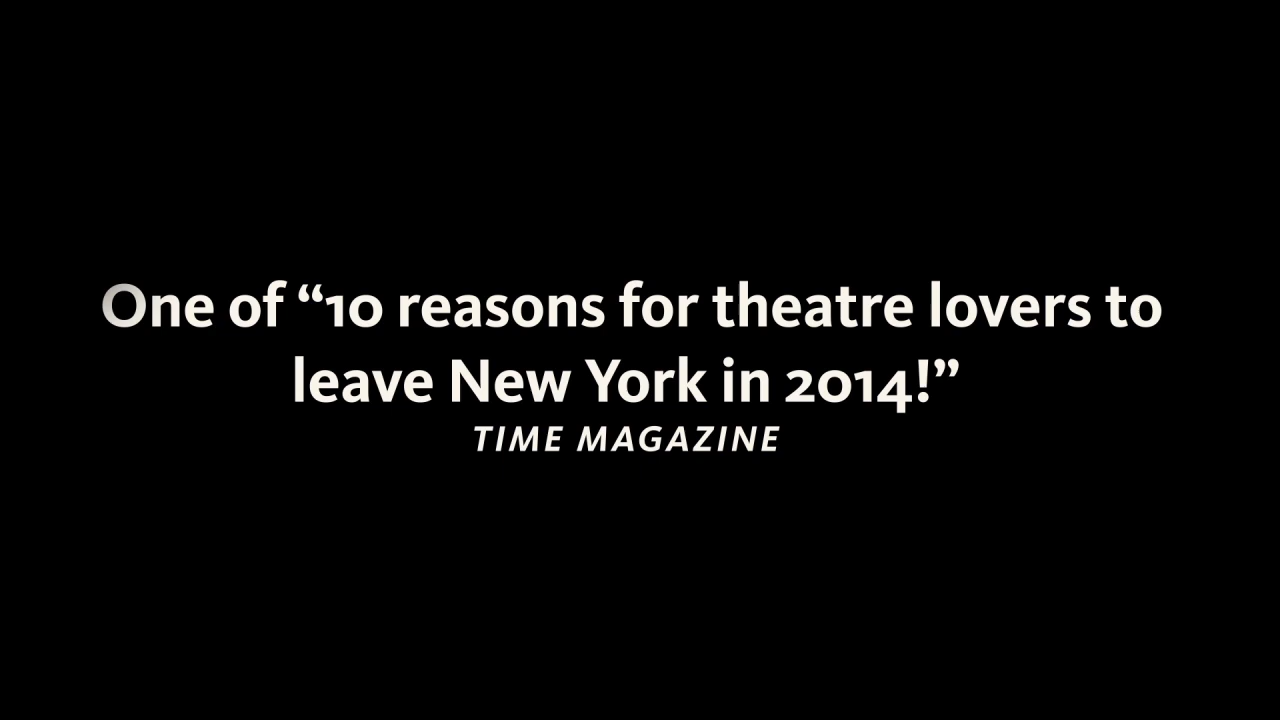 One of “10 reasons for theatre lovers to
leave New York in 2014!”
TIME MAGAZINE